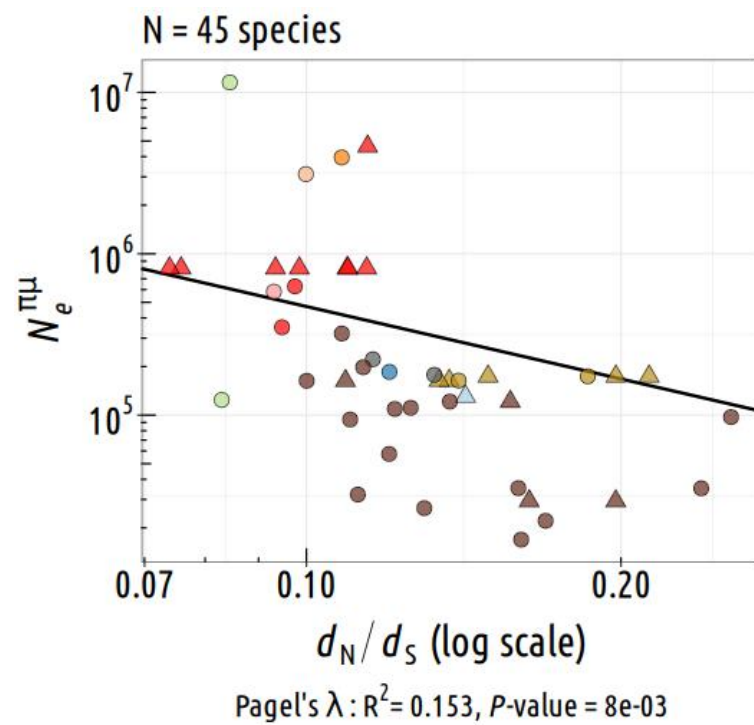 N = 45 species
10⁷
10⁶
10⁵
Nₑ^πμ
0.07 0.10 0.20
d_N/d_S (log scale)
Pagel's λ : R²= 0.153, P-value = 8e-03